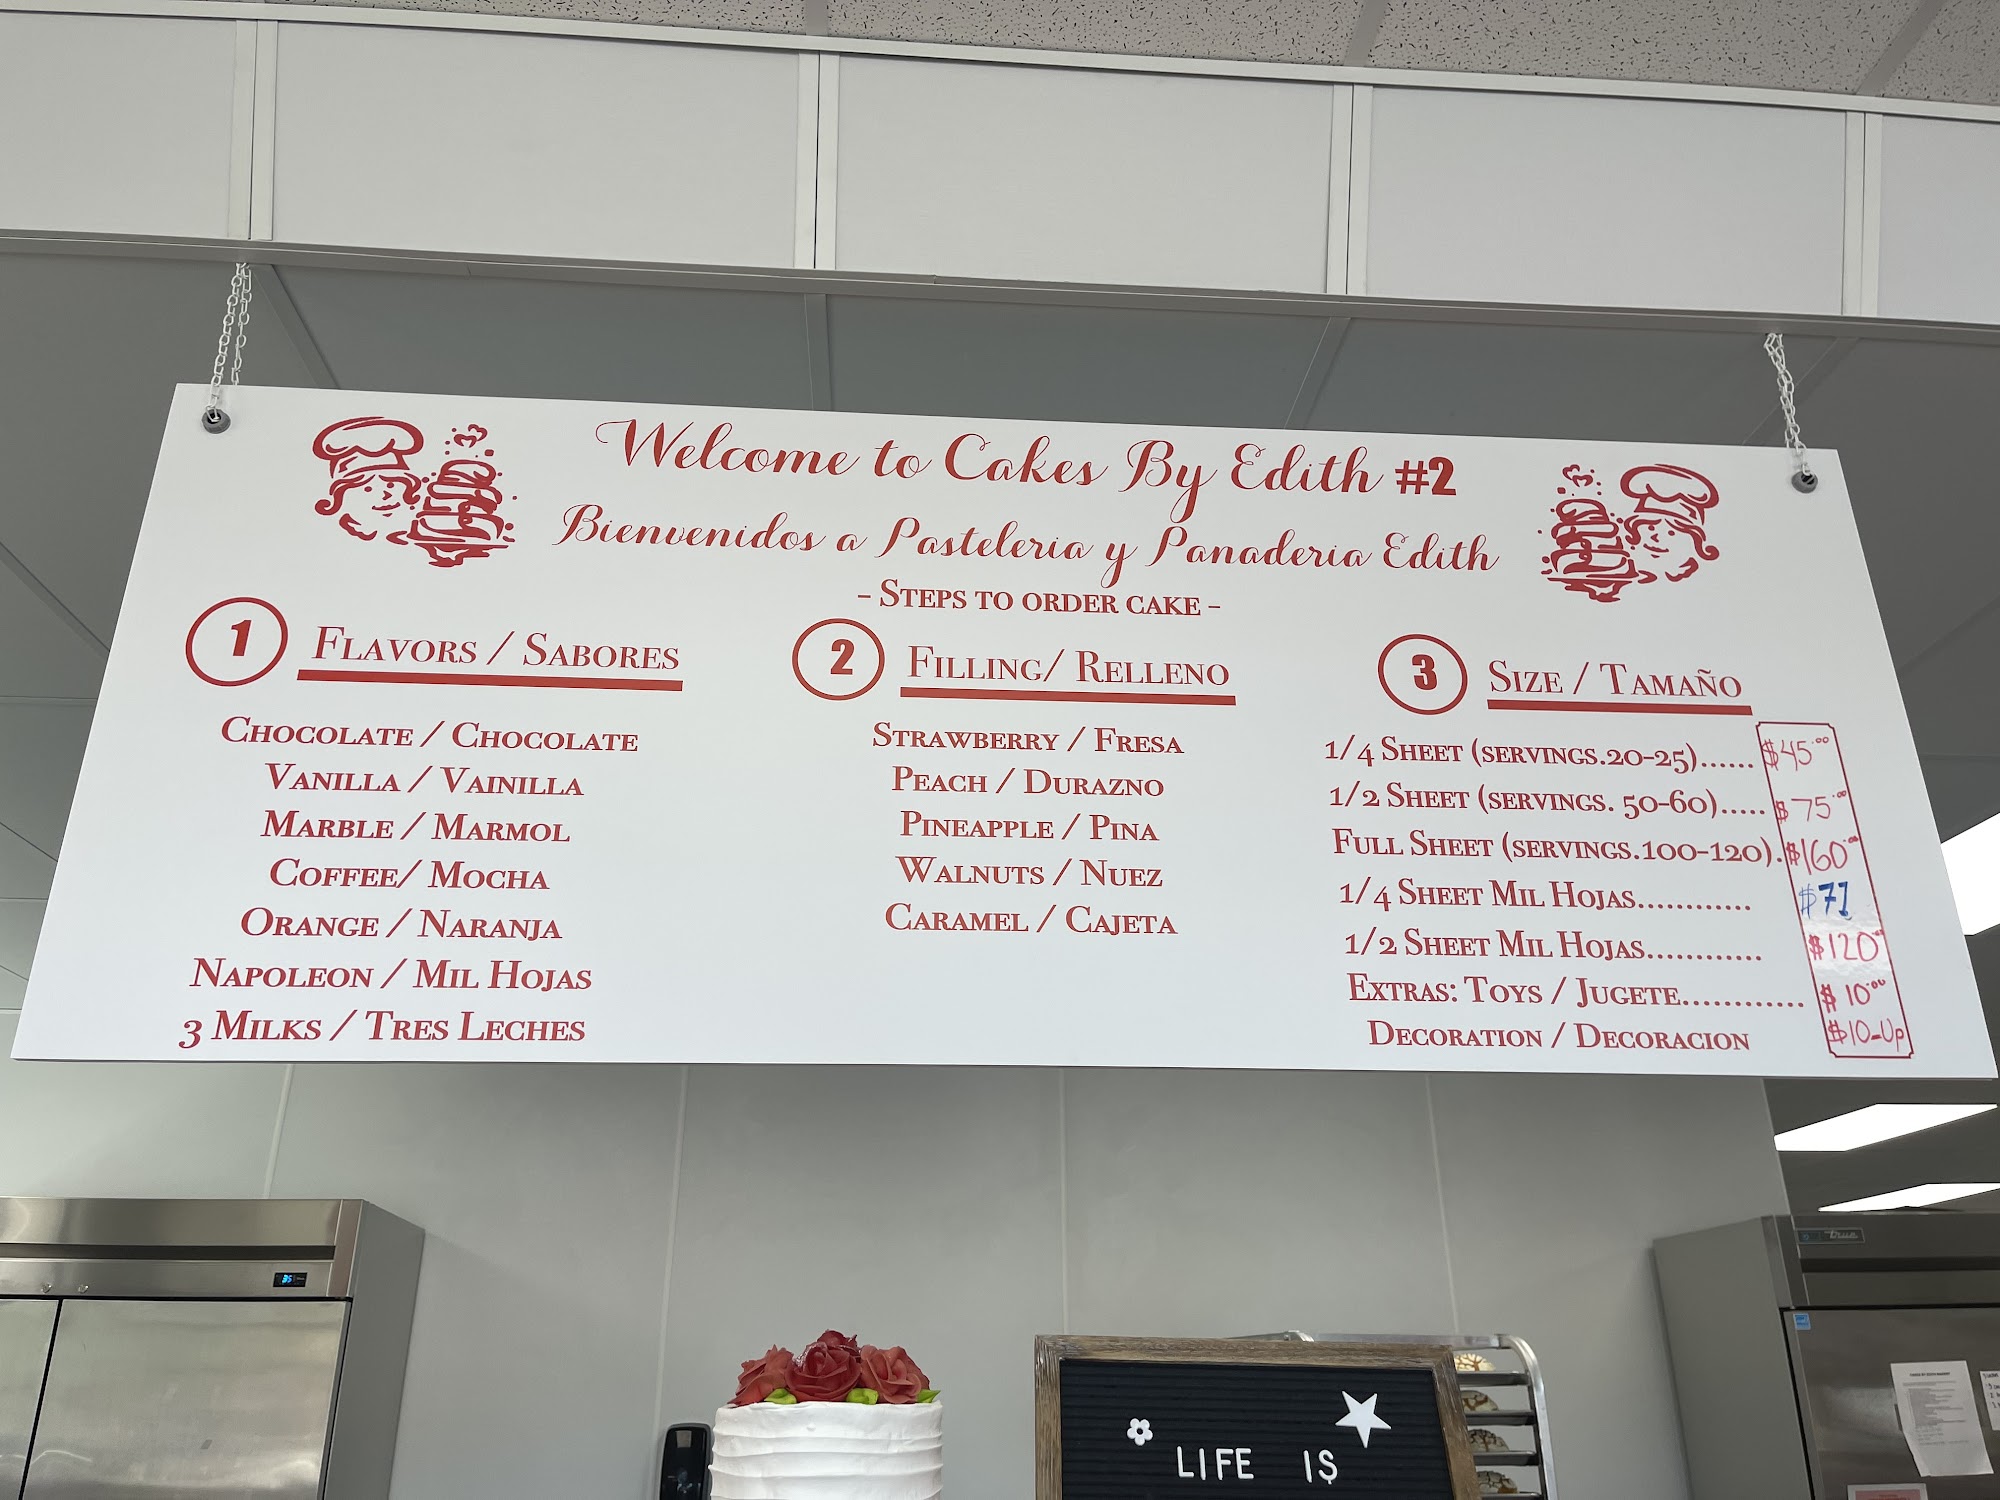 Welcome to Cakes By Edith #2
Bienvenidos a Pasteleria y Panaderia Edith
- STEPS TO ORDER CAKE -
1 FLAVORS / SABORES
CHOCOLATE / CHOCOLATE
VANILLA / VAINILLA
MARBLE / MARMOL
COFFEE/ MOCHA
ORANGE / NARANJA
NAPOLEON / MIL HOJAS
3 MILKS / TRES LECHES
2 FILLING/ RELLENO
STRAWBERRY / FRESA
PEACH / DURAZNO
PINEAPPLE / PINA
WALNUTS / NUEZ
CARAMEL / CAJETA
3 SIZE / TAMAÑO
1/4 SHEET (SERVINGS.20-25)...... $45.00
1/2 SHEET (SERVINGS. 50-60)..... $75.00
FULL SHEET (SERVINGS.100-120). $160.00
1/4 SHEET MIL HOJAS............ $71
1/2 SHEET MIL HOJAS............ $120
EXTRAS: TOYS / JUGETE............ $10.00
DECORATION / DECORACION $10-Up
LIFE IS